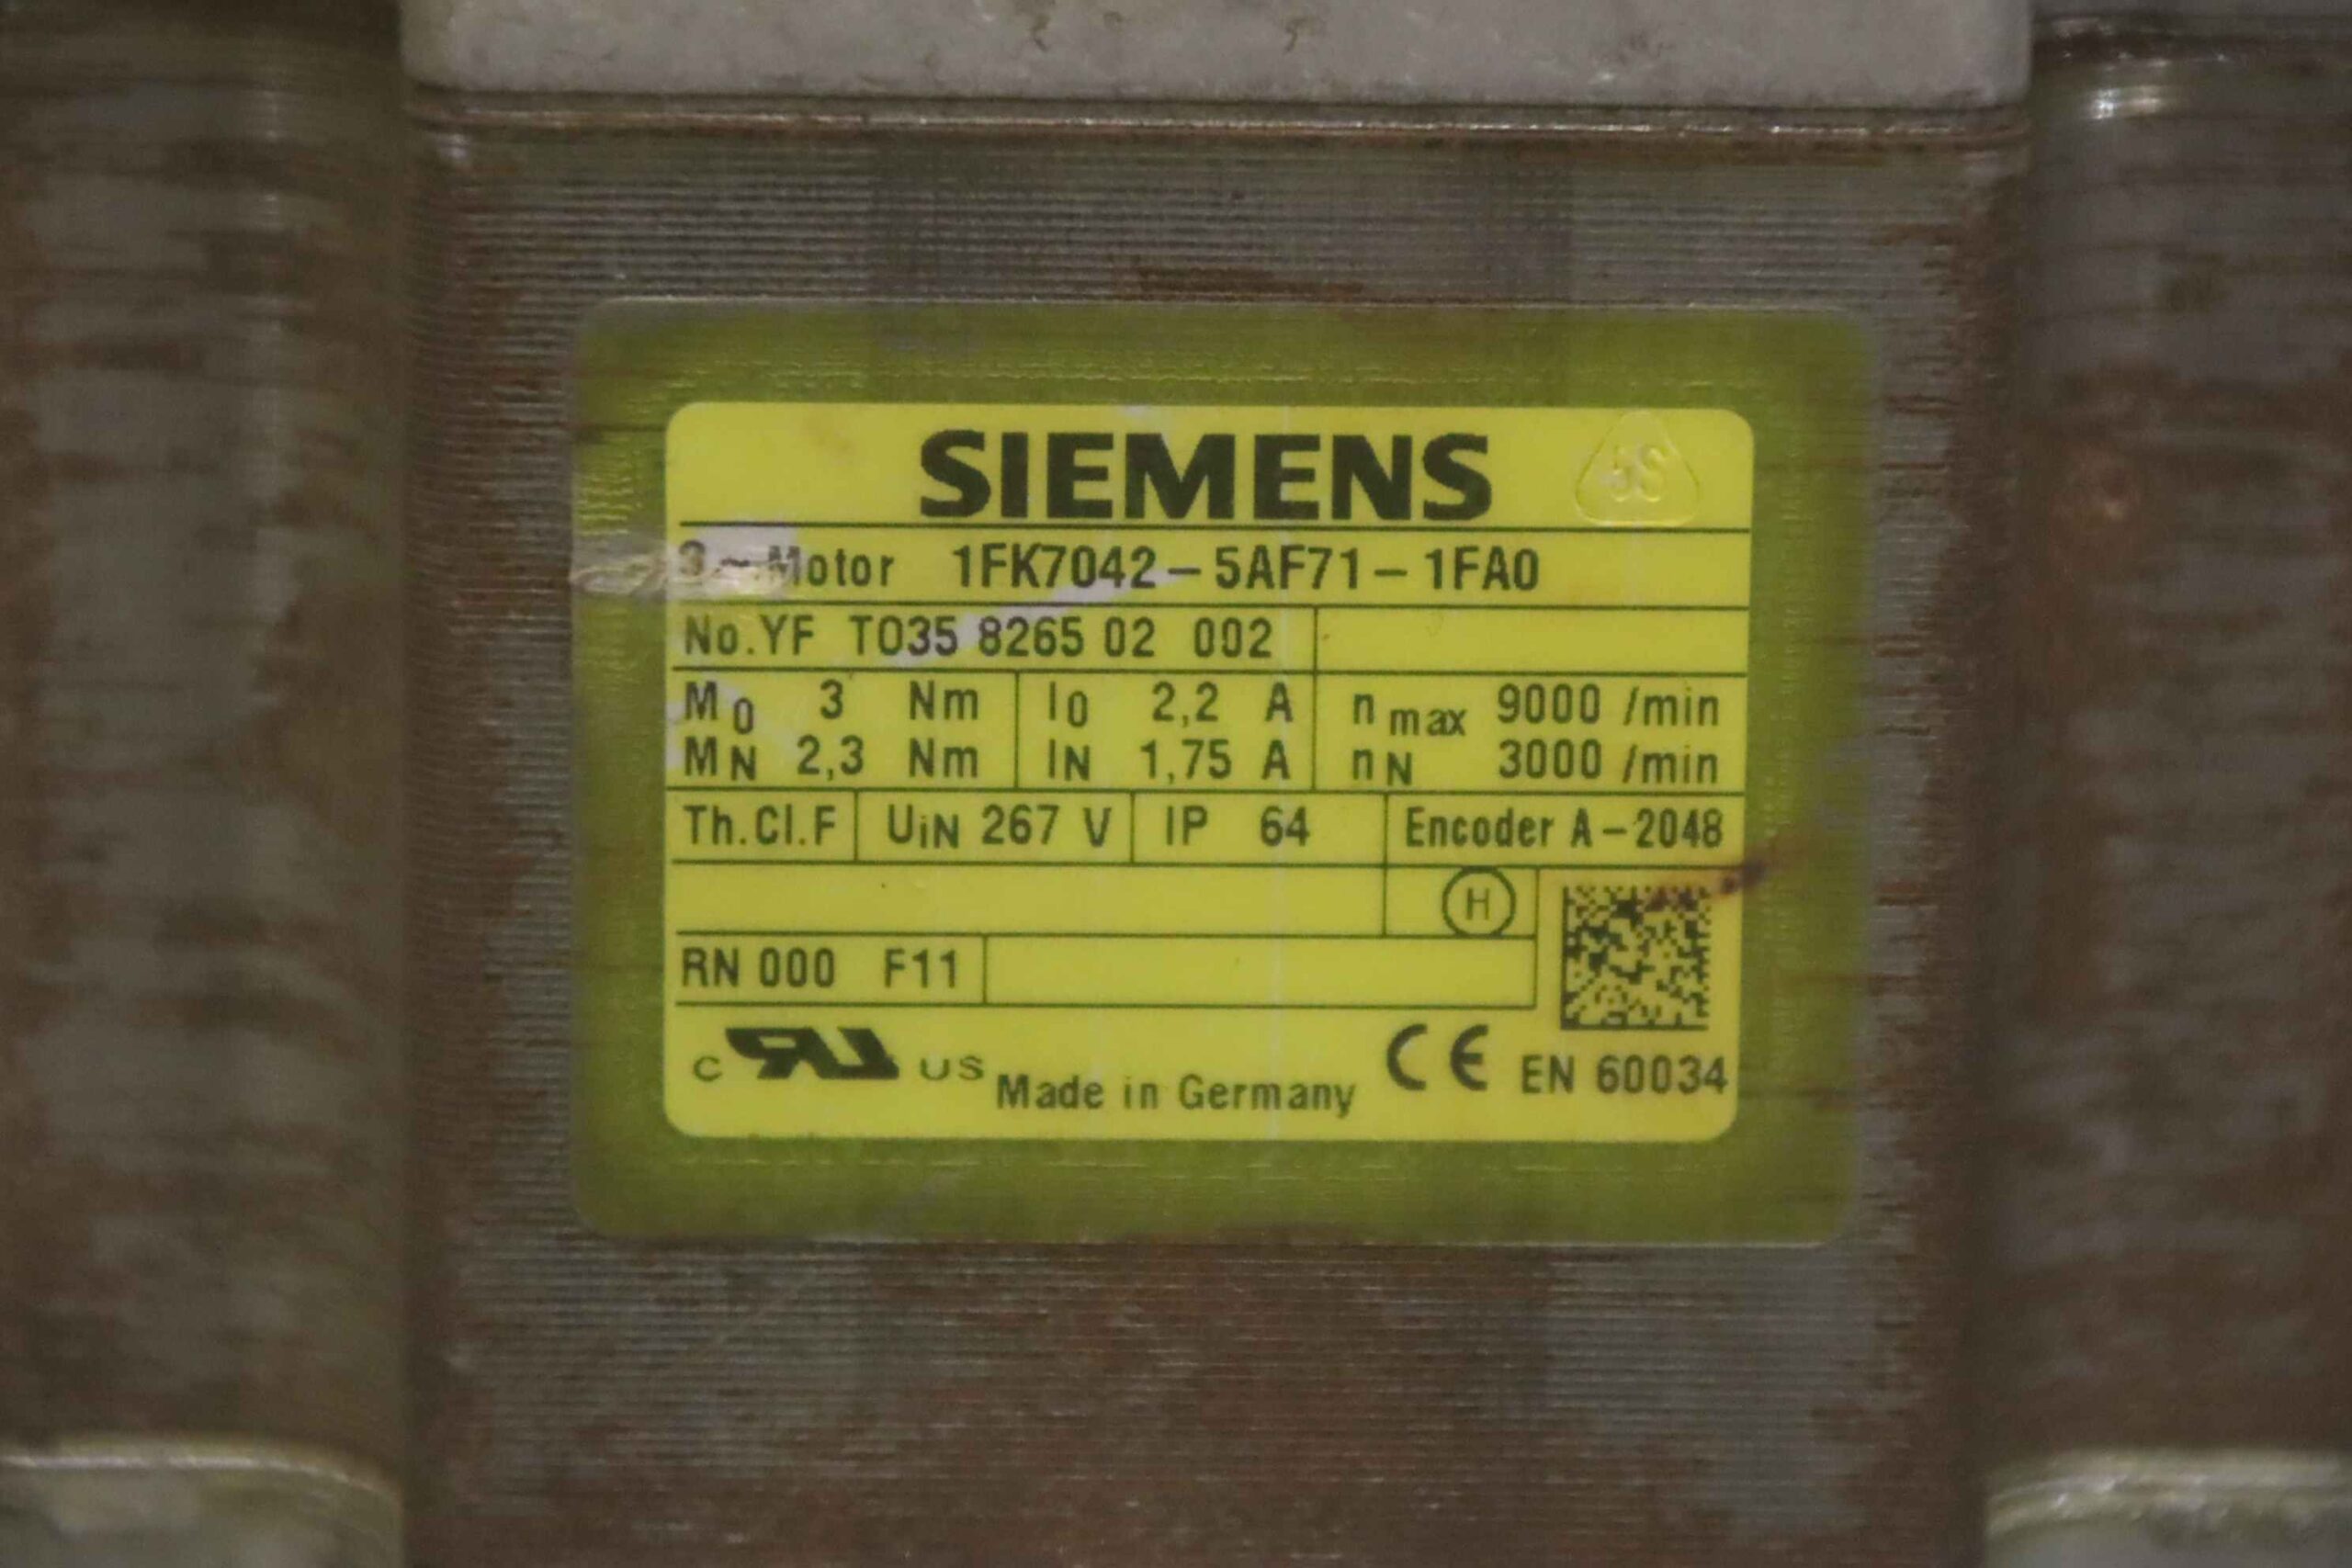 SIEMENS
3~Motor 1FK7042-5AF71-1FA0
No.YF T035 8265 02 002
M0 3 Nm I0 2,2 A nmax 9000 /min
MN 2,3 Nm IN 1,75 A nN 3000 /min
Th.Cl.F UiN 267 V IP 64 Encoder A-2048
H
RN 000 F11
c RU US Made in Germany CE EN 60034